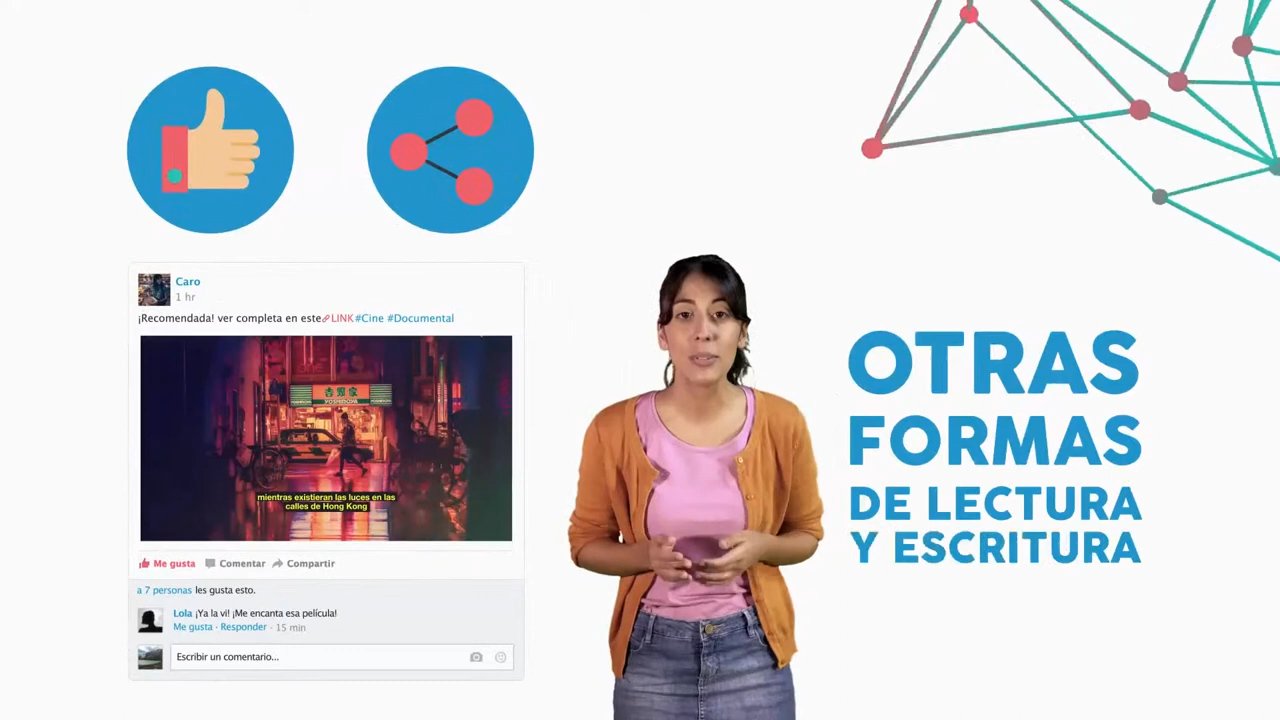 Caro
1 hr
¡Recomendada! ver completa en este LINK #Cine #Documental
YOSHINOYA
mientras existieran las luces en las
calles de Hong Kong
Me gusta Comentar Compartir
a 7 personas les gusta esto.
Lola ¡Ya la vi! ¡Me encanta esa película!
Me gusta · Responder · 15 min
Escribir un comentario...
OTRAS
FORMAS
DE LECTURA
Y ESCRITURA